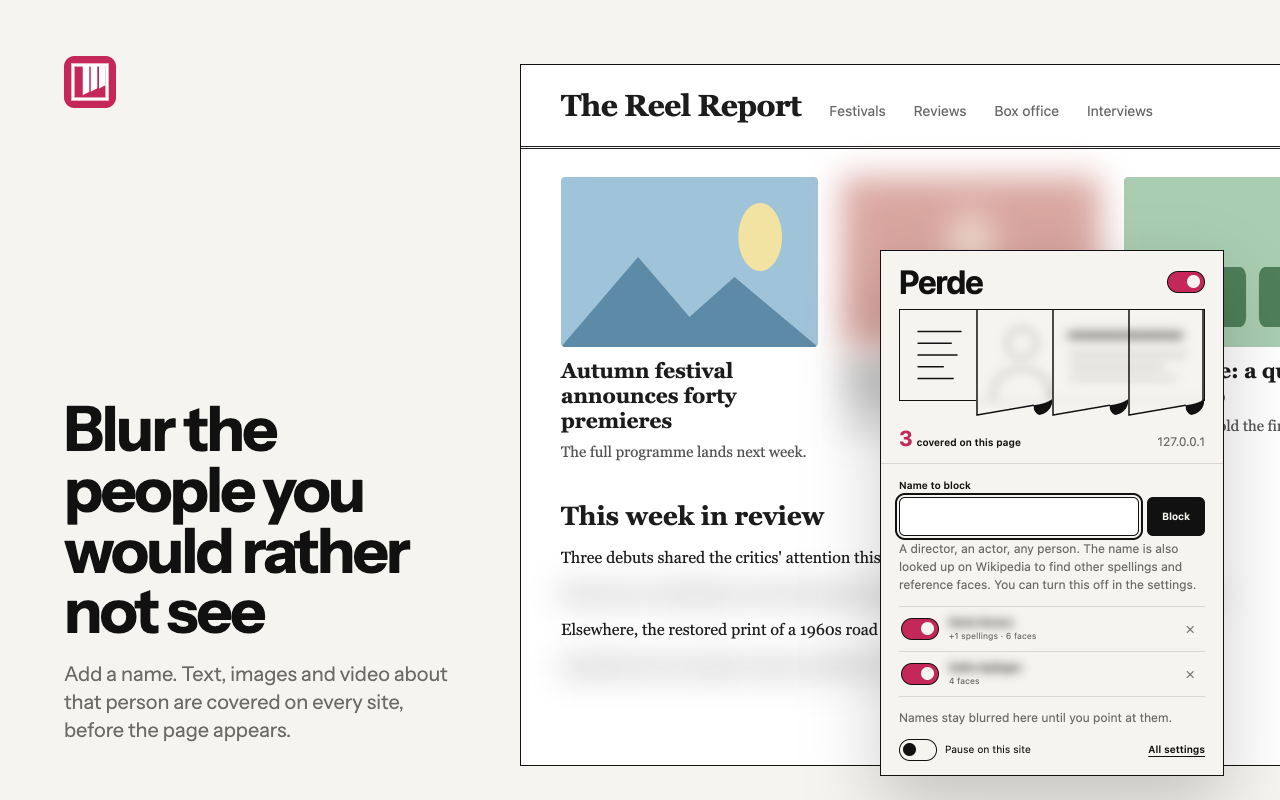 Blur the
people you
would rather
not see
Add a name. Text, images and video about
that person are covered on every site,
before the page appears.
The Reel Report
Festivals
Reviews
Box office
Interviews
Autumn festival
announces forty
premieres
The full programme lands next week.
This week in review
Three debuts shared the critics' attention this
Elsewhere, the restored print of a 1960s road
Perde
3 covered on this page
127.0.0.1
Name to block
Block
A director, an actor, any person. The name is also
looked up on Wikipedia to find other spellings and
reference faces. You can turn this off in the settings.
+1 spellings · 6 faces
4 faces
Names stay blurred here until you point at them.
Pause on this site
All settings